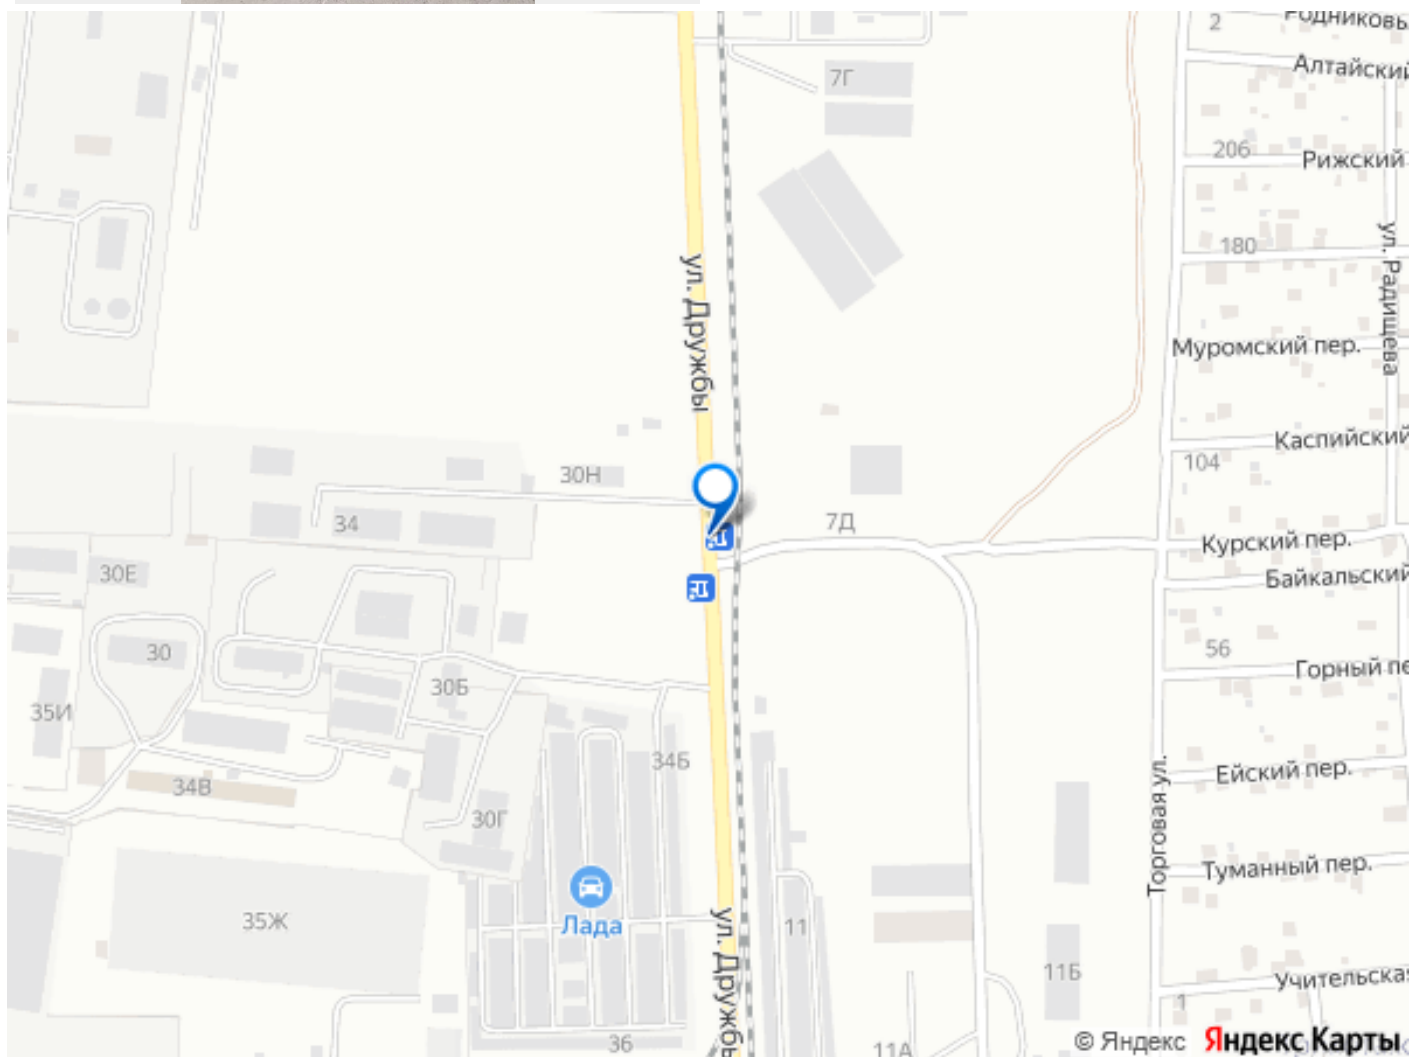 2
Алтайский
7Г
206
Рижский
180
ул. Радищева
ул. Дружбы
Муромский пер.
Каспийский
104
30Н
34
7Д
Курский пер.
Байкальский
30Е
30
56
Горный пе
30Б
35И
34Б
Ейский пер.
34В
30Г
Торговая ул.
Туманный пер.
35Ж
Лада
ул. Дружбы
11
11Б
Учительская
1
36
11А
© Яндекс Яндекс Карты